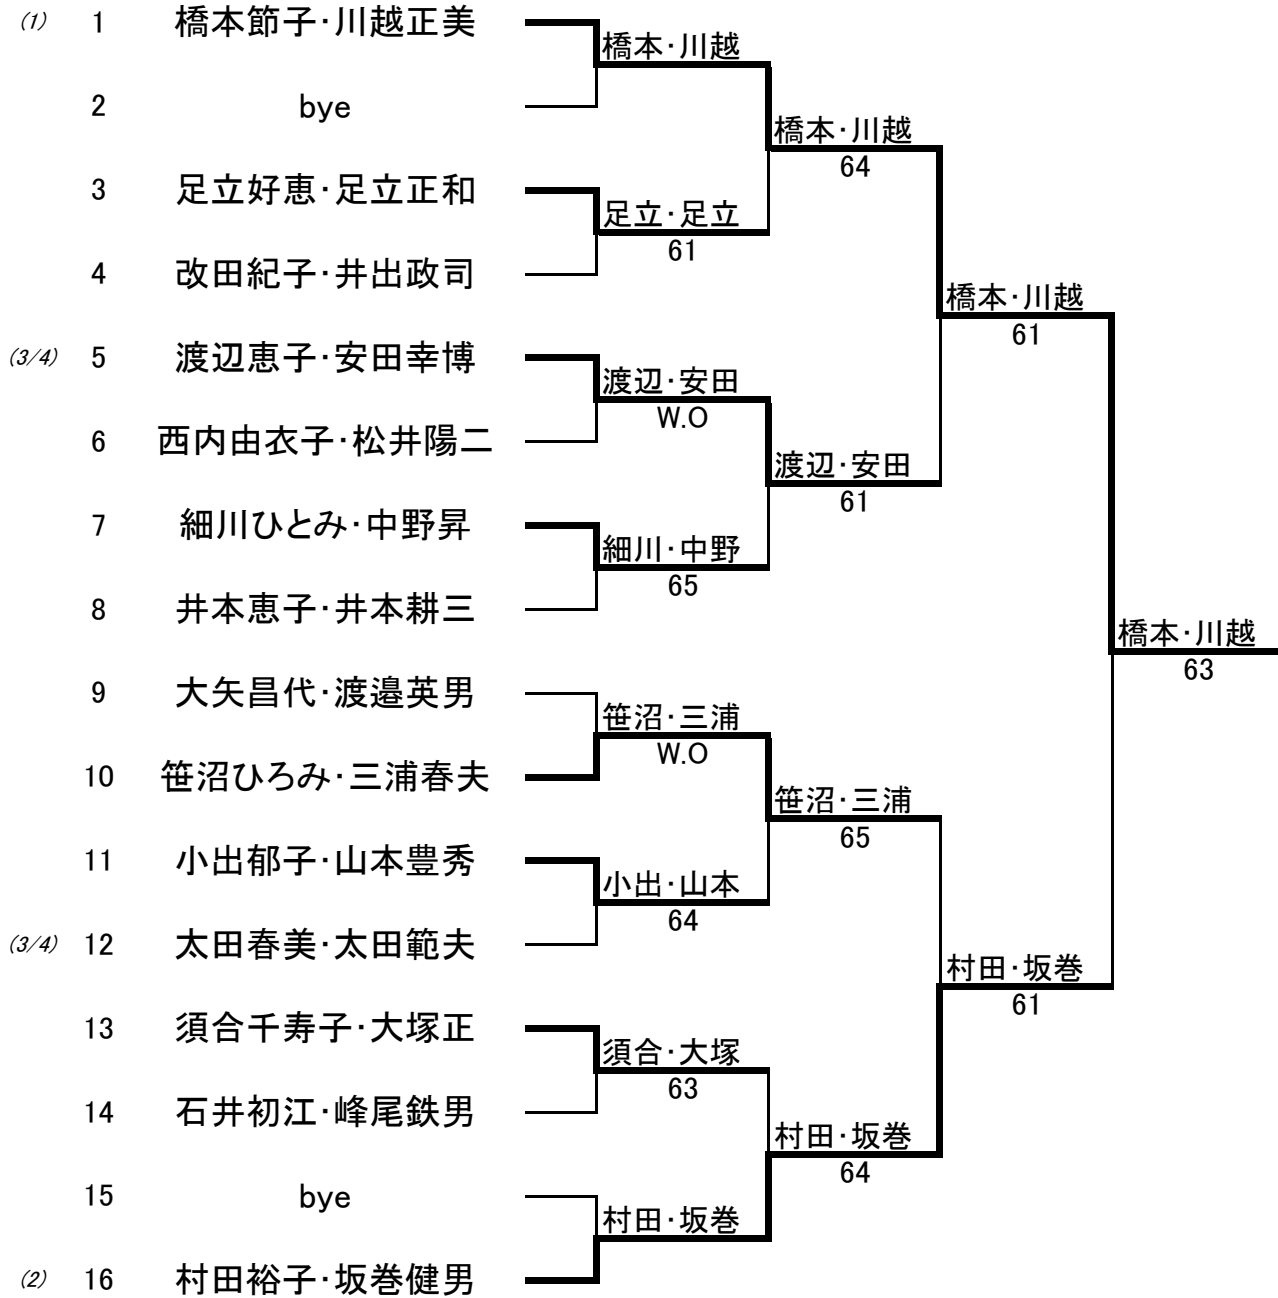 (1) 1 橋本節子・川越正美
橋本・川越
2 bye
橋本・川越
64
3 足立好恵・足立正和
足立・足立
61
4 改田紀子・井出政司
橋本・川越
61
(3/4) 5 渡辺恵子・安田幸博
渡辺・安田
W.O
6 西内由衣子・松井陽二
渡辺・安田
61
7 細川ひとみ・中野昇
細川・中野
65
8 井本恵子・井本耕三
橋本・川越
63
9 大矢昌代・渡邉英男
笹沼・三浦
W.O
10 笹沼ひろみ・三浦春夫
笹沼・三浦
65
11 小出郁子・山本豊秀
小出・山本
64
(3/4) 12 太田春美・太田範夫
村田・坂巻
61
13 須合千寿子・大塚正
須合・大塚
63
14 石井初江・峰尾鉄男
村田・坂巻
64
15 bye
村田・坂巻
(2) 16 村田裕子・坂巻健男